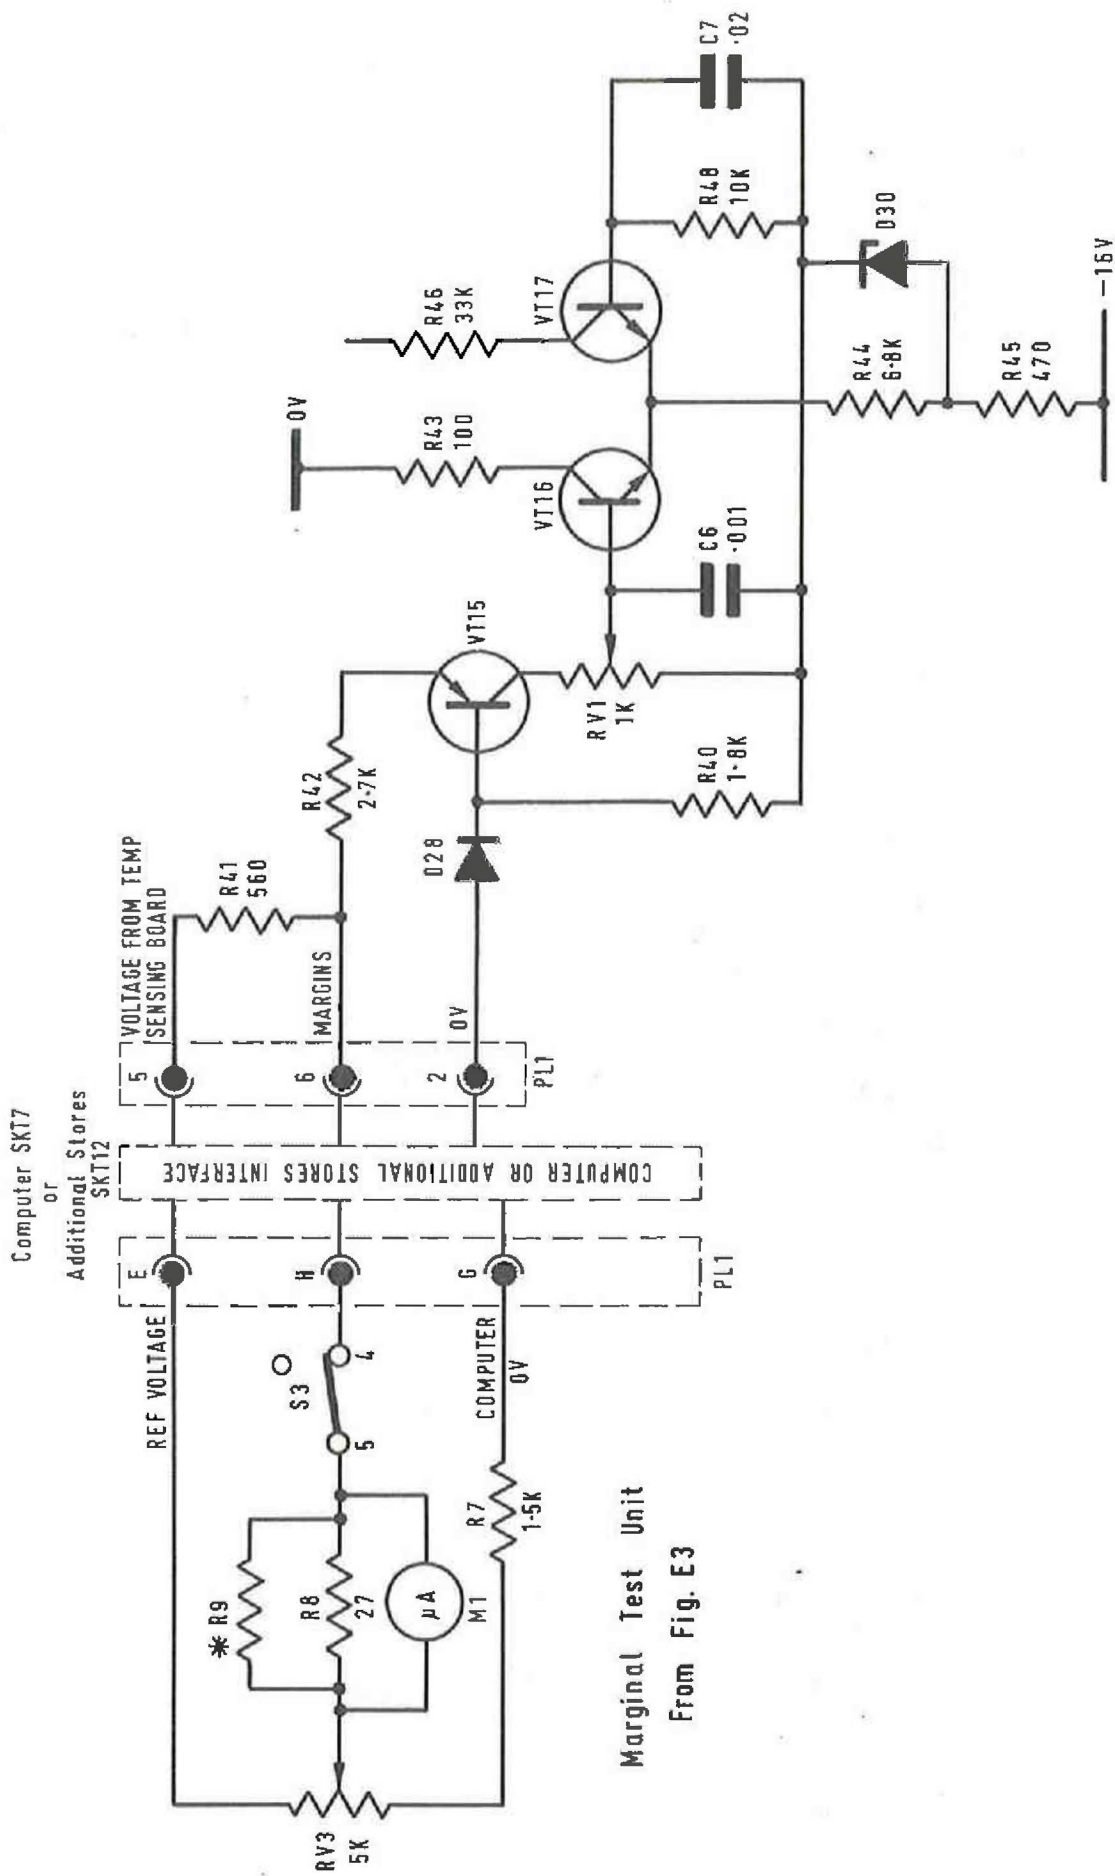 Computer SKT7
or
Additional Stores
SKT12
REF VOLTAGE
E
5
VOLTAGE FROM TEMP
SENSING BOARD
R41
560
RV3
5K
* R9
R8
27
μA
M1
S3
5
4
H
COMPUTER OR ADDITIONAL STORES INTERFACE
6
MARGINS
R42
2·7K
R7
1·5K
COMPUTER
0V
G
PL1
2
0V
PL1
D28
VT15
RV1
1K
R40
1·8K
0V
R43
100
VT16
C6
·001
R46
33K
VT17
R48
10K
C7
·02
R44
6·8K
D30
R45
470
-16V
Marginal Test Unit
From Fig. E3